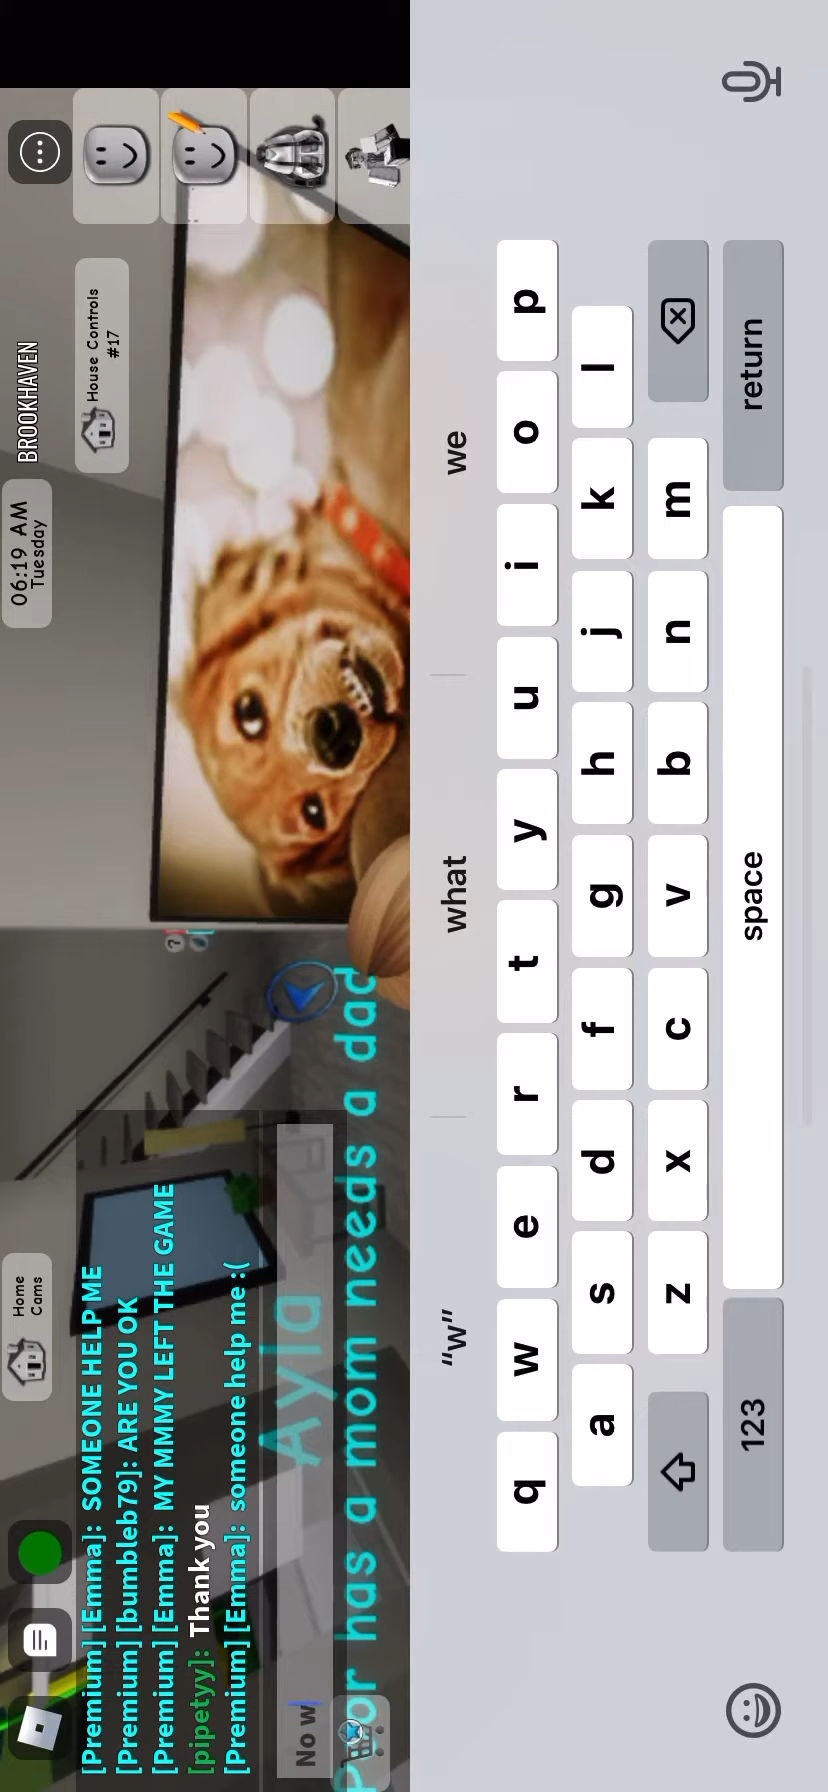 BROOKHAVEN
06:19 AM
Tuesday
House Controls
#17
Home
Cams
[Premium] [Emma]: SOMEONE HELP ME
[Premium] [bumbleb79]: ARE YOU OK
[Premium] [Emma]: MY MMMY LEFT THE GAME
[pipetyy]: Thank you
[Premium] [Emma]: someone help me :(
No w
Ayla
or has a mom needs a dad
"w"
what
we
q w e r t y u i o p
a s d f g h j k l
z x c v b n m
123
space
return